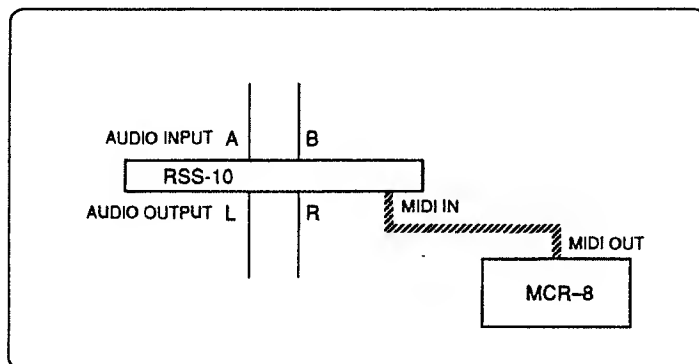 AUDIO INPUT A B
RSS-10
AUDIO OUTPUT L R
MIDI IN
MIDI OUT
MCR–8